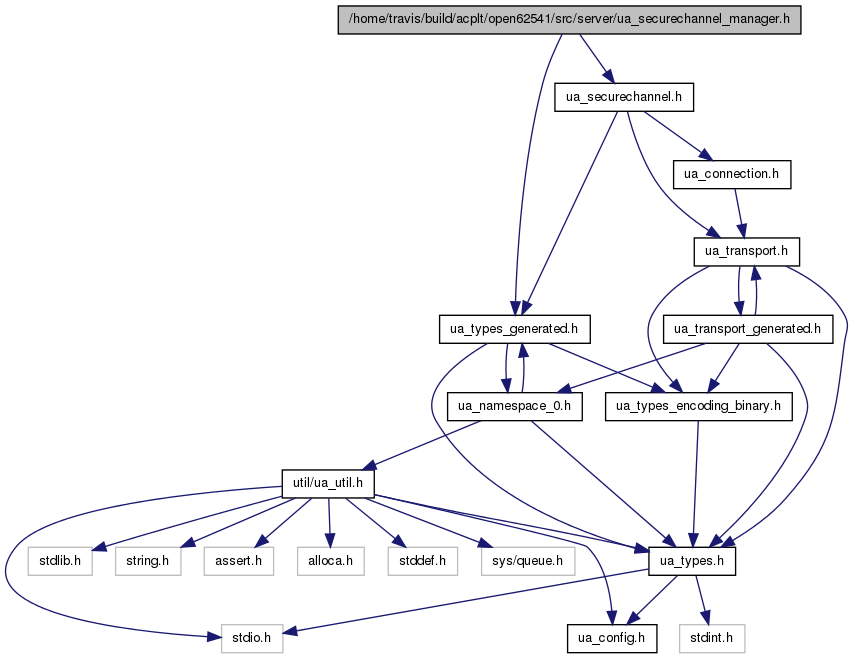 /home/travis/build/acplt/open62541/src/server/ua_securechannel_manager.h
ua_securechannel.h
ua_connection.h
ua_transport.h
ua_types_generated.h
ua_transport_generated.h
ua_namespace_0.h
ua_types_encoding_binary.h
util/ua_util.h
stdlib.h
string.h
assert.h
alloca.h
stddef.h
sys/queue.h
ua_types.h
stdio.h
ua_config.h
stdint.h